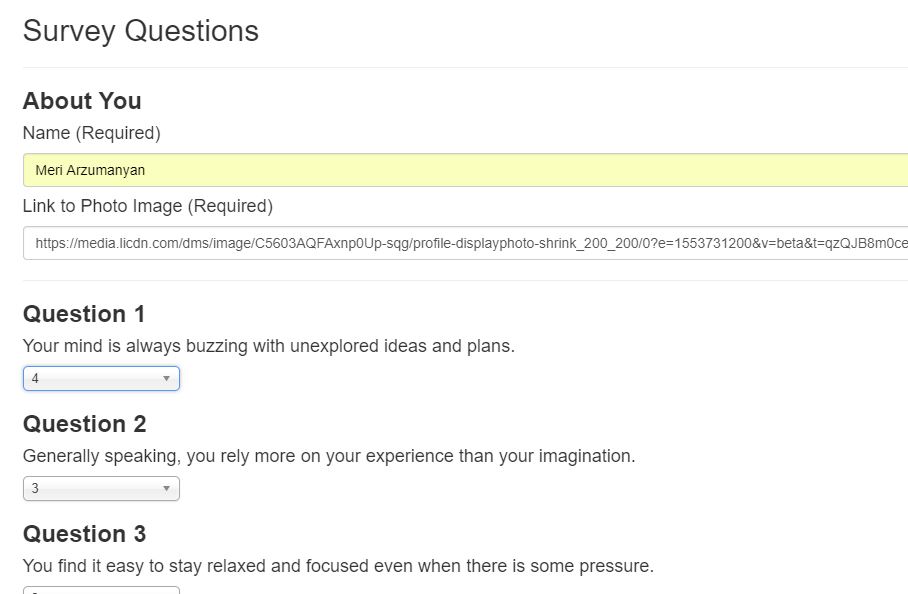 Survey Questions
About You
Name (Required)
Meri Arzumanyan
Link to Photo Image (Required)
https://media.licdn.com/dms/image/C5603AQFAxnp0Up-sqg/profile-displayphoto-shrink_200_200/0?e=1553731200&v=beta&t=qzQJB8m0ce
Question 1
Your mind is always buzzing with unexplored ideas and plans.
4
Question 2
Generally speaking, you rely more on your experience than your imagination.
3
Question 3
You find it easy to stay relaxed and focused even when there is some pressure.